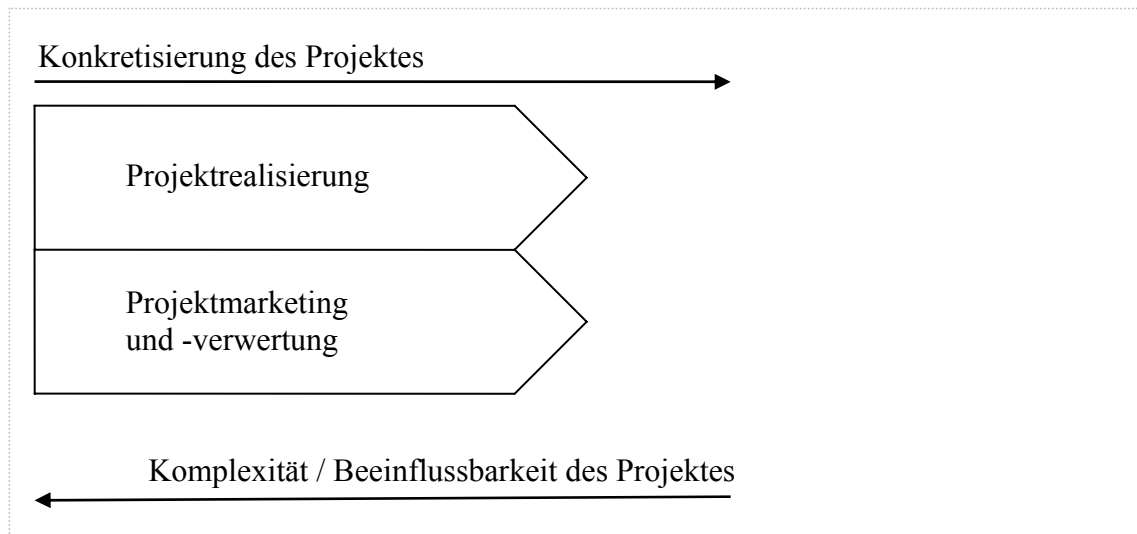 Konkretisierung des Projektes
Projektrealisierung
Projektmarketing
und -verwertung
Komplexität / Beeinflussbarkeit des Projektes